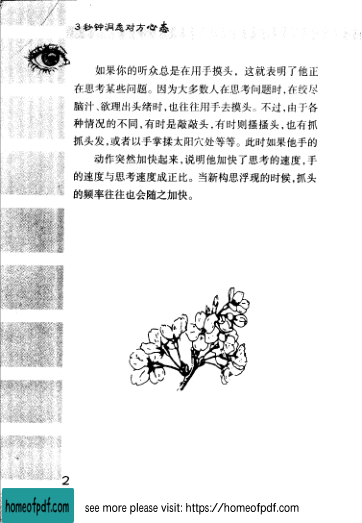 3秒钟洞悉对方心态
如果你的听众总是在用手摸头，这就表明了他正
在思考某些问题。因为大多数人在思考问题时,在绞尽
脑汁、欲理出头绪时,也往往用手去摸头。不过,由于各
种情况的不同,有时是敲敲头,有时则搔搔头,也有抓
抓头发,或者以手掌揉太阳穴处等等。此时如果他手的
动作突然加快起来,说明他加快了思考的速度,手
的速度与思考速度成正比。当新构思浮现的时候,抓头
的频率往往也会随之加快。
2
homeofpdf.com
see more please visit: https://homeofpdf.com